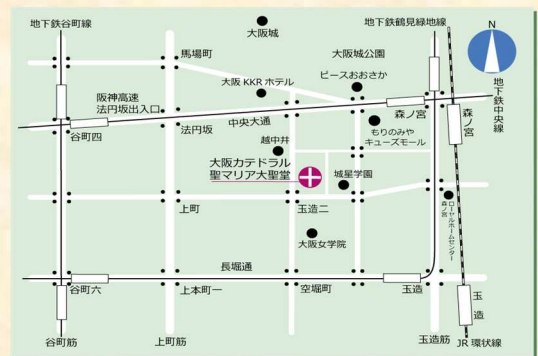 地下鉄谷町線
大阪城
地下鉄鶴見緑地線
N
馬場町
大阪城公園
大阪KKRホテル
ピースおおさか
阪神高速
法円坂出入口
地下鉄中央線
谷町四
法円坂
中央大通
森ノ宮
森ノ宮
もりのみや
キューズモール
越中井
大阪カテドラル
聖マリア大聖堂
城星学園
上町
玉造二
ローヤルホームセンター
森ノ宮
大阪女学院
長堀通
谷町六
上本町一
空堀町
玉造
玉造
谷町筋
上町筋
玉造筋
JR環状線